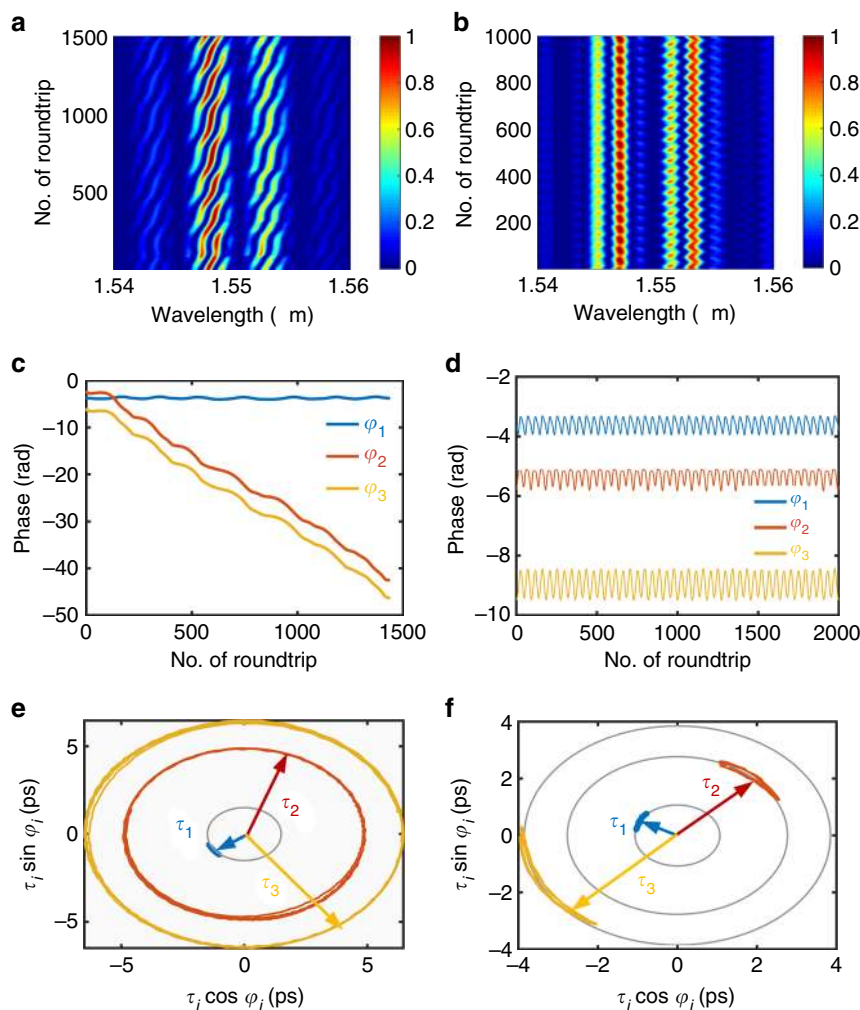 a
1500
1000
500
No. of roundtrip
1.54
1.55
1.56
Wavelength ( m)
1
0.8
0.6
0.4
0.2
0
b
1000
800
600
400
200
No. of roundtrip
1.54
1.55
1.56
Wavelength ( m)
1
0.8
0.6
0.4
0.2
0
c
0
−10
−20
−30
−40
−50
Phase (rad)
φ1
φ2
φ3
0
500
1000
1500
No. of roundtrip
d
−2
−4
−6
−8
−10
Phase (rad)
φ1
φ2
φ3
0
500
1000
1500
2000
No. of roundtrip
e
5
0
−5
τi sin φi (ps)
τ1
τ2
τ3
−5
0
5
τi cos φi (ps)
f
4
2
0
−2
−4
τi sin φi (ps)
τ1
τ2
τ3
−4
−2
0
2
4
τi cos φi (ps)